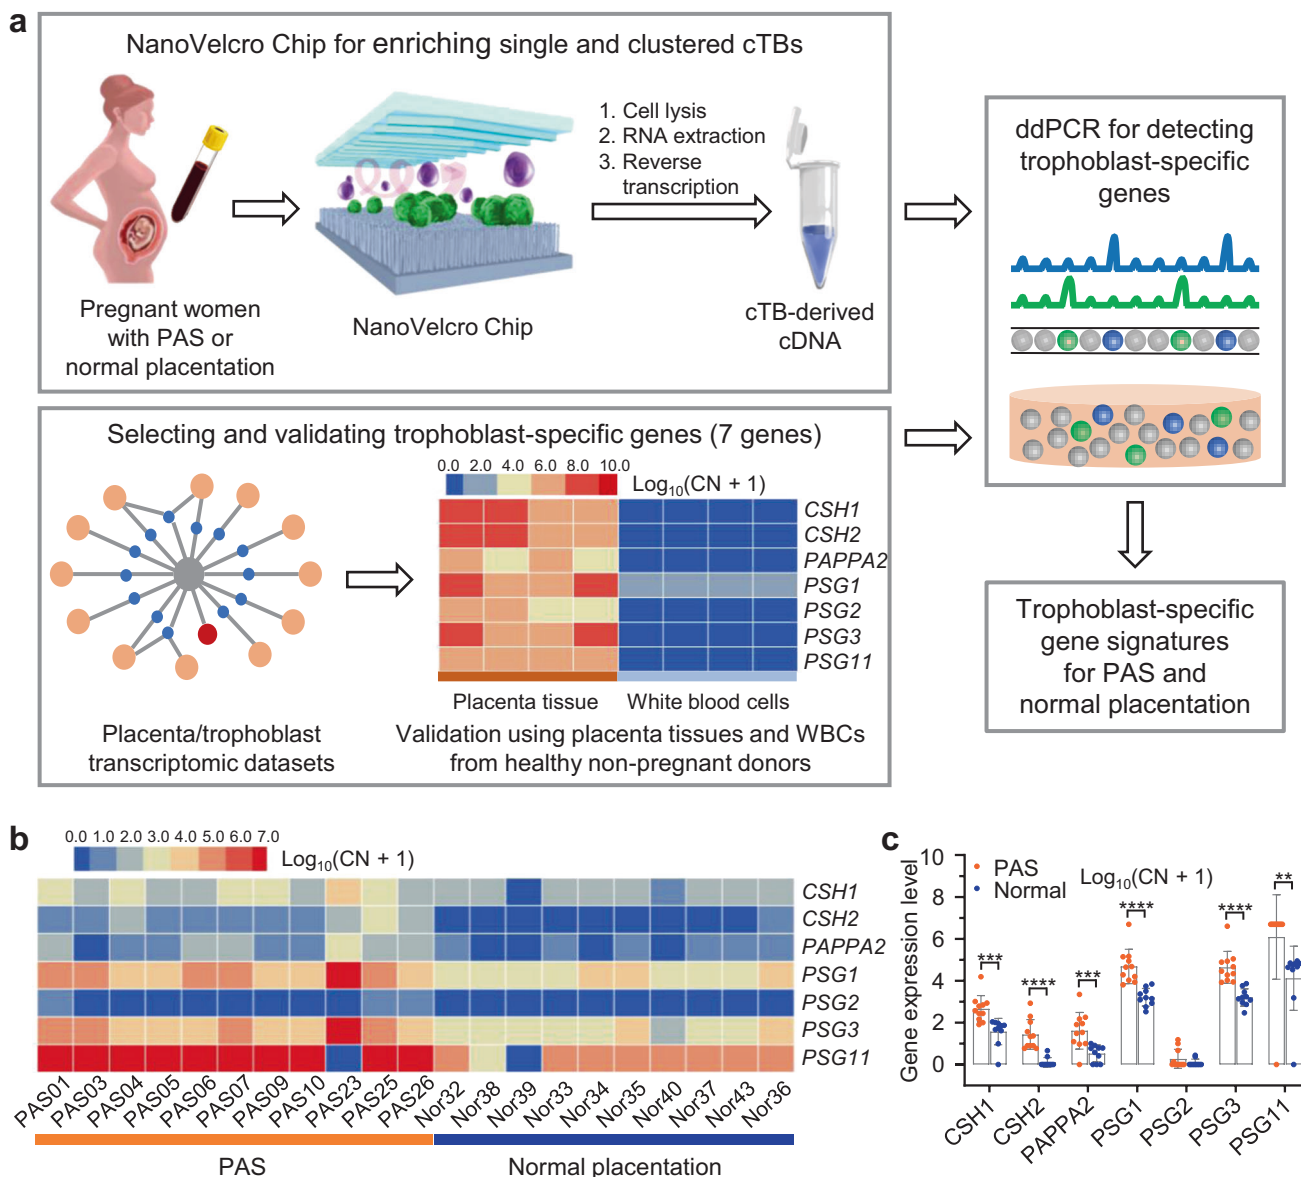 a
NanoVelcro Chip for enriching single and clustered cTBs
1. Cell lysis
2. RNA extraction
3. Reverse
transcription
Pregnant women
with PAS or
normal placentation
NanoVelcro Chip
cTB-derived
cDNA
ddPCR for detecting
trophoblast-specific
genes
Selecting and validating trophoblast-specific genes (7 genes)
0.0 2.0 4.0 6.0 8.0 10.0
Log10(CN + 1)
CSH1
CSH2
PAPPA2
PSG1
PSG2
PSG3
PSG11
Placenta tissue
White blood cells
Placenta/trophoblast
transcriptomic datasets
Validation using placenta tissues and WBCs
from healthy non-pregnant donors
Trophoblast-specific
gene signatures
for PAS and
normal placentation
b
0.0 1.0 2.0 3.0 4.0 5.0 6.0 7.0
Log10(CN + 1)
CSH1
CSH2
PAPPA2
PSG1
PSG2
PSG3
PSG11
PAS01 PAS03 PAS04 PAS05 PAS06 PAS07 PAS09 PAS10 PAS23 PAS25 PAS26 Nor32 Nor38 Nor39 Nor33 Nor34 Nor35 Nor40 Nor37 Nor43 Nor36
PAS
Normal placentation
c
Gene expression level
10
8
6
4
2
0
PAS
Normal
Log10(CN + 1)
***
****
***
****
****
**
CSH1 CSH2 PAPPA2 PSG1 PSG2 PSG3 PSG11